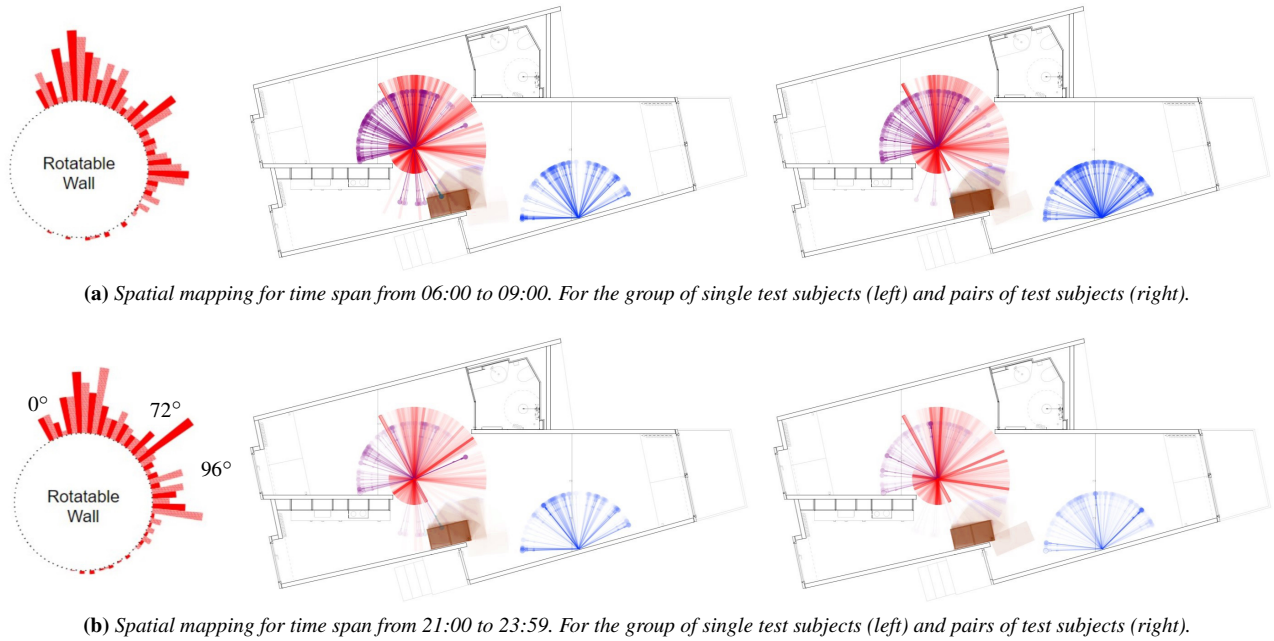 Rotatable
Wall
(a) Spatial mapping for time span from 06:00 to 09:00. For the group of single test subjects (left) and pairs of test subjects (right).
0°
72°
96°
Rotatable
Wall
(b) Spatial mapping for time span from 21:00 to 23:59. For the group of single test subjects (left) and pairs of test subjects (right).